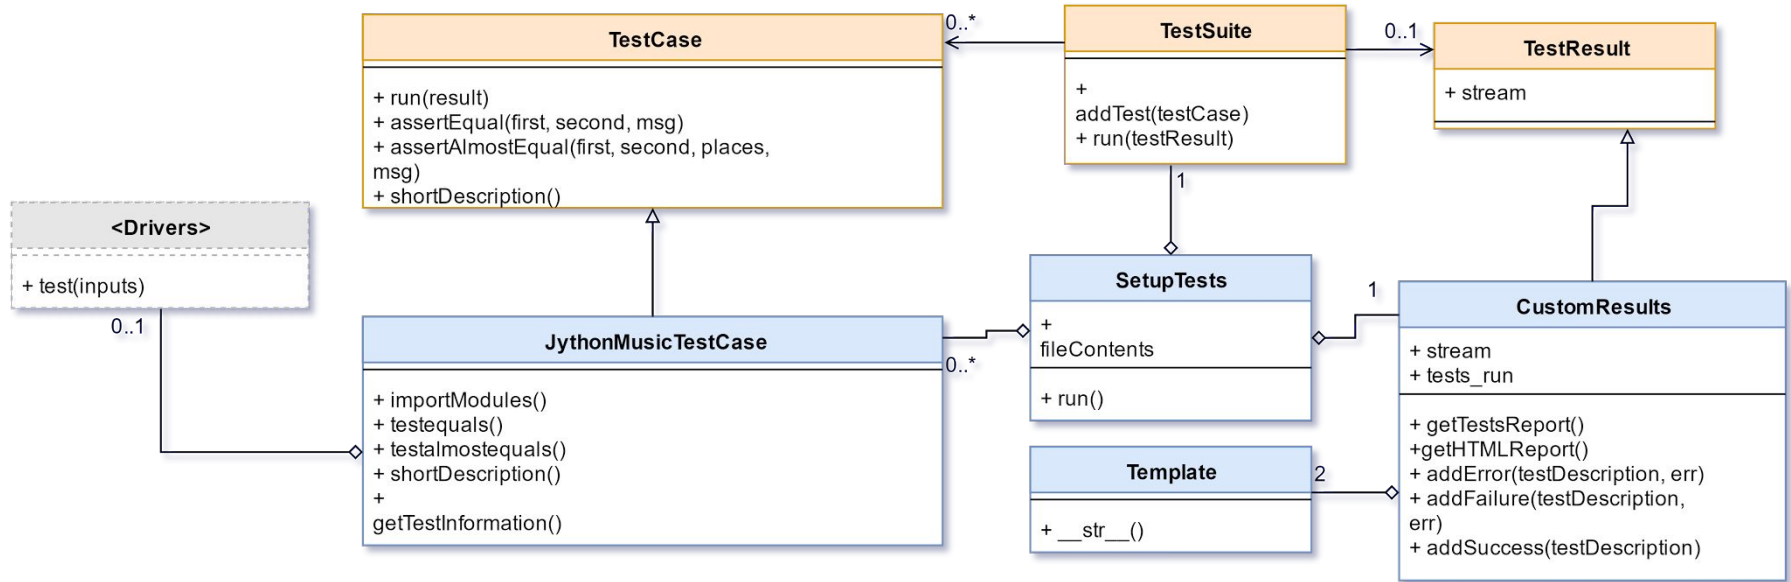 TestCase
+ run(result)
+ assertEqual(first, second, msg)
+ assertAlmostEqual(first, second, places,
msg)
+ shortDescription()
0..*
TestSuite
+
addTest(testCase)
+ run(testResult)
0..1
TestResult
+ stream
1
<Drivers>
+ test(inputs)
0..1
JythonMusicTestCase
+ importModules()
+ testequals()
+ testalmostequals()
+ shortDescription()
+
getTestInformation()
0..*
SetupTests
+
fileContents
+ run()
1
CustomResults
+ stream
+ tests_run
+ getTestsReport()
+getHTMLReport()
+ addError(testDescription, err)
+ addFailure(testDescription,
err)
+ addSuccess(testDescription)
Template
+ __str__()
2